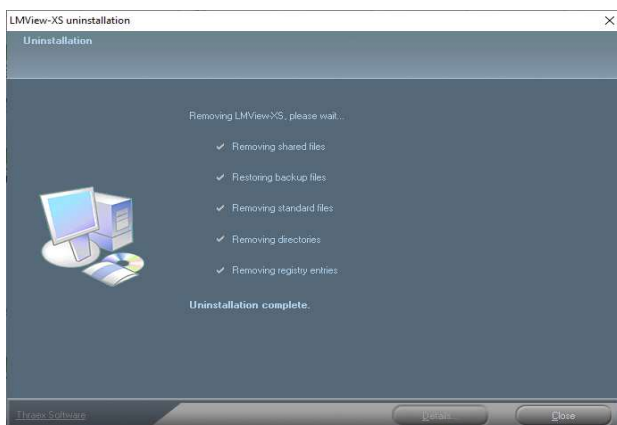 LMView-XS uninstallation
Uninstallation
Removing LMView-XS, please wait...
Removing shared files
Restoring backup files
Removing standard files
Removing directories
Removing registry entries
Uninstallation complete.
Thraex Software
Details...
Close